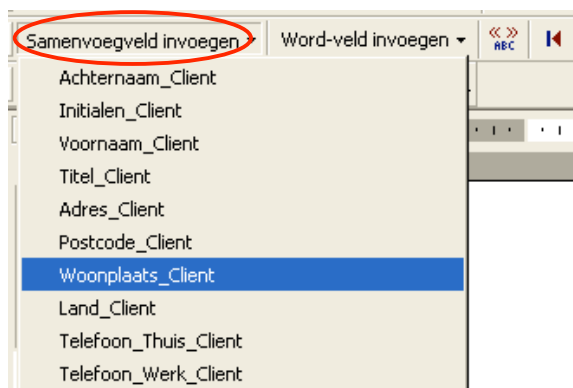 Samenvoegveld invoegen Word-veld invoegen « » ABC
Achternaam_Client
Initialen_Client
Voornaam_Client
Titel_Client
Adres_Client
Postcode_Client
Woonplaats_Client
Land_Client
Telefoon_Thuis_Client
Telefoon_Werk_Client